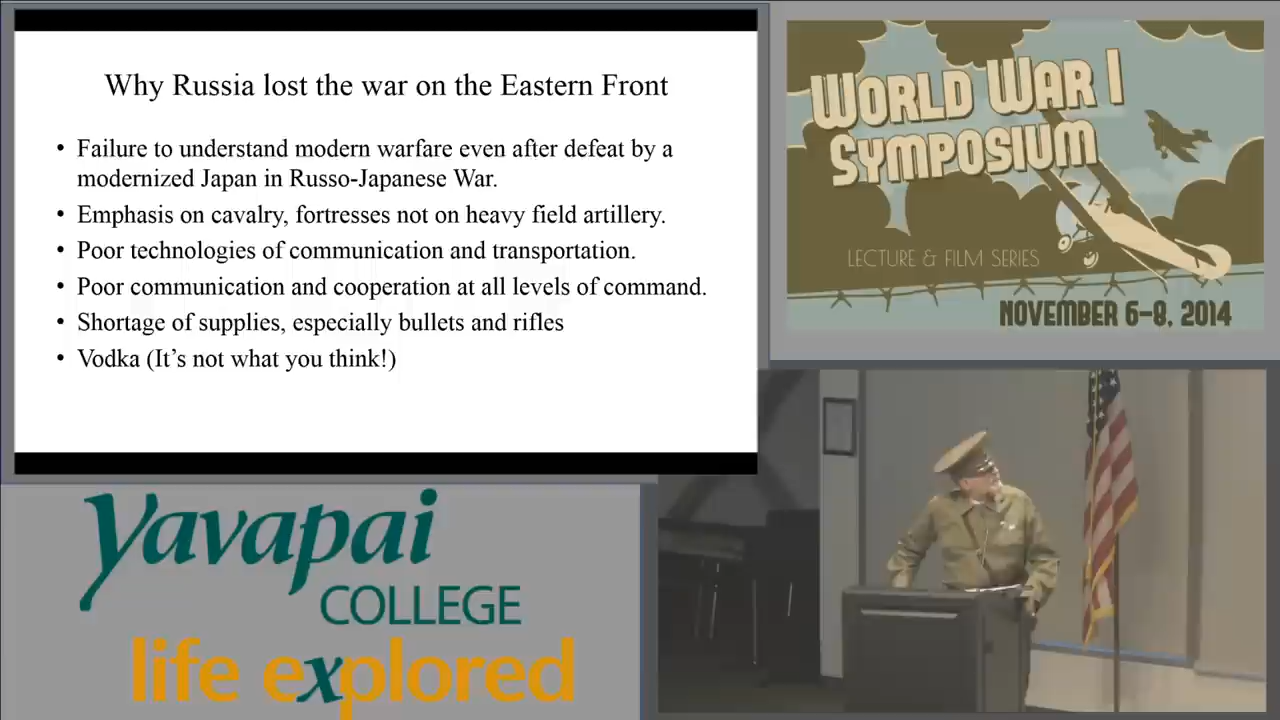 Why Russia lost the war on the Eastern Front
• Failure to understand modern warfare even after defeat by a
modernized Japan in Russo-Japanese War.
• Emphasis on cavalry, fortresses not on heavy field artillery.
• Poor technologies of communication and transportation.
• Poor communication and cooperation at all levels of command.
• Shortage of supplies, especially bullets and rifles
• Vodka (It's not what you think!)
WORLD WAR I
SYMPOSIUM
LECTURE & FILM SERIES
NOVEMBER 6-8, 2014
Yavapai
COLLEGE
life explored